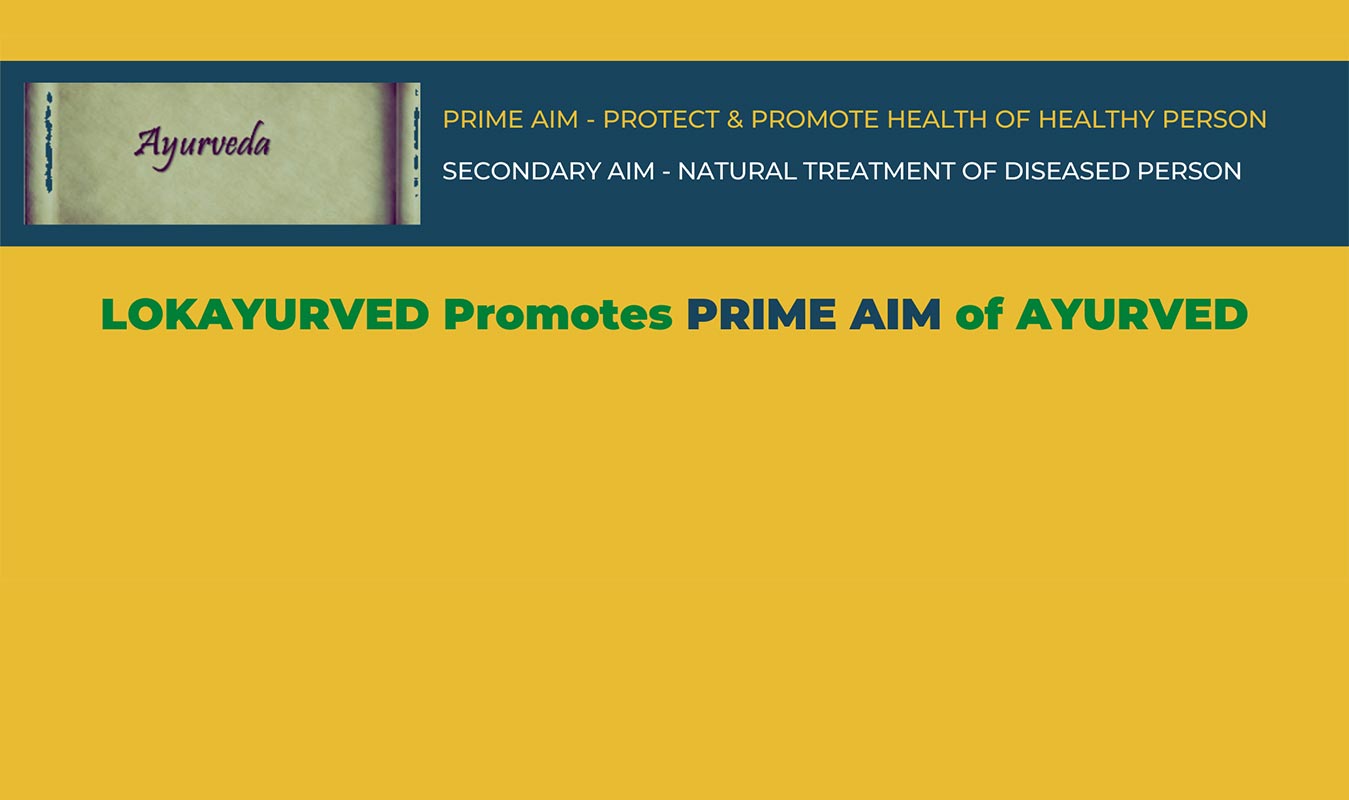 Ayurveda
PRIME AIM - PROTECT & PROMOTE HEALTH OF HEALTHY PERSON
SECONDARY AIM - NATURAL TREATMENT OF DISEASED PERSON
LOKAYURVED Promotes PRIME AIM of AYURVED